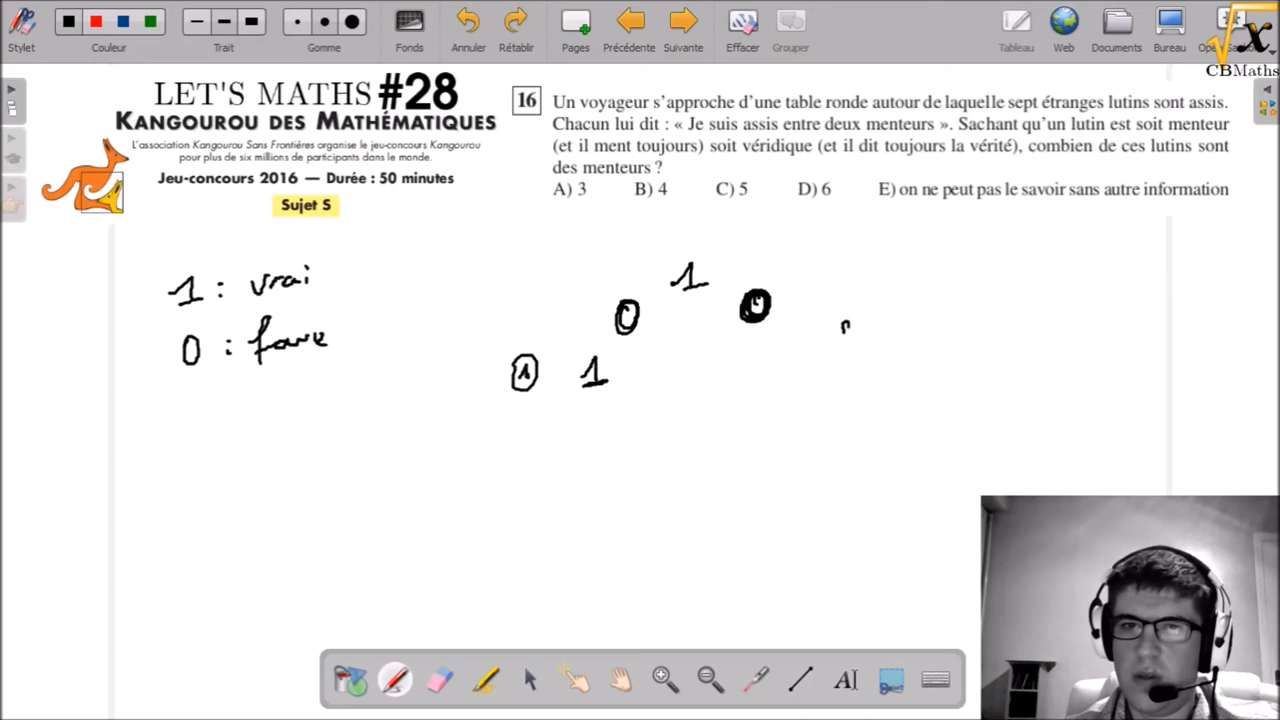 Stylet Couleur Trait Gomme Fonds Annuler Rétablir Pages Précédente Suivante Effacer Grouper Tableau Web Documents Bureau
x
CBMaths
LET'S MATHS #28
KANGOUROU DES MATHÉMATIQUES
L'association Kangourou Sans Frontières organise le jeu-concours Kangourou
pour plus de six millions de participants dans le monde.
Jeu-concours 2016 — Durée : 50 minutes
Sujet S
16 Un voyageur s'approche d'une table ronde autour de laquelle sept étranges lutins sont assis.
Chacun lui dit : « Je suis assis entre deux menteurs ». Sachant qu'un lutin est soit menteur
(et il ment toujours) soit véridique (et il dit toujours la vérité), combien de ces lutins sont
des menteurs ?
A) 3 B) 4 C) 5 D) 6 E) on ne peut pas le savoir sans autre information
1 : vrai
0 : faux
1
0 0
1 1
AI